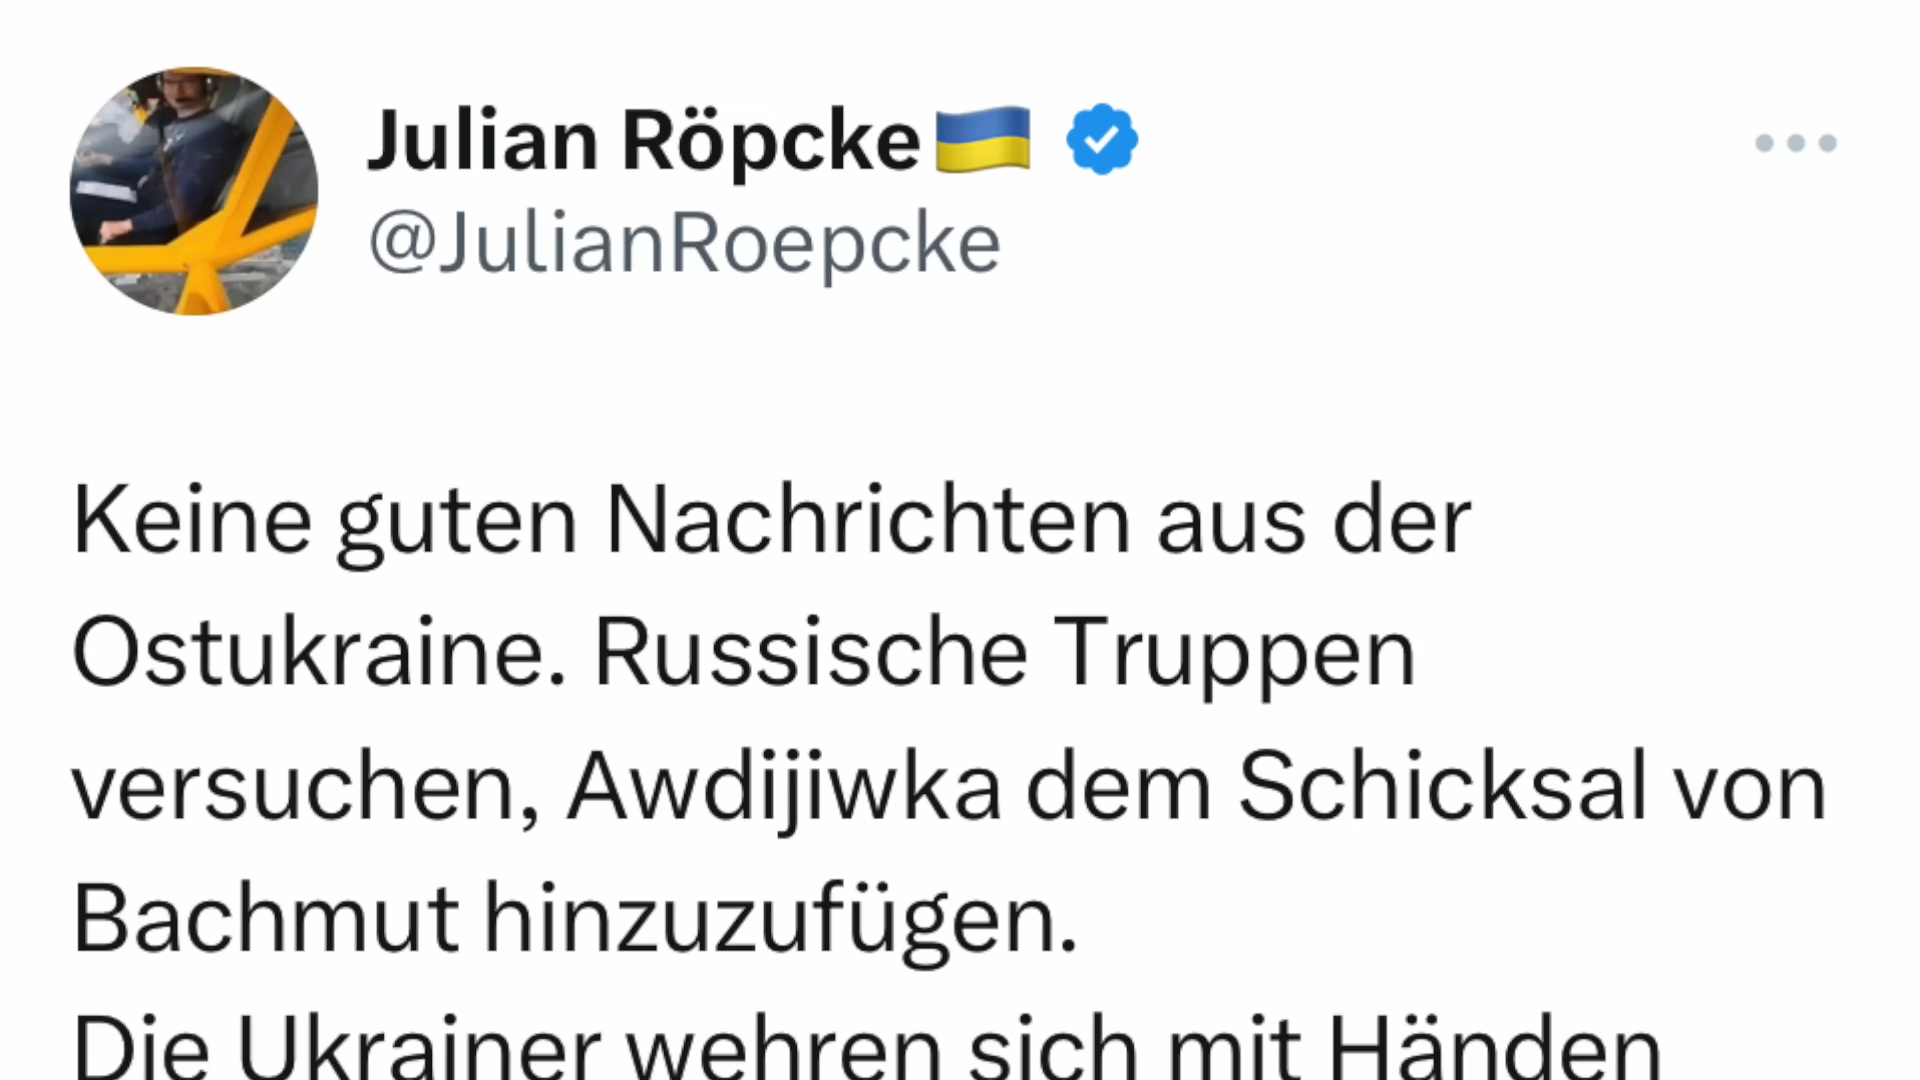 Julian Röpcke🇺🇦
@JulianRoepcke
Keine guten Nachrichten aus der
Ostukraine. Russische Truppen
versuchen, Awdijiwka dem Schicksal von
Bachmut hinzuzufügen.
Die Ukrainer wehren sich mit Händen